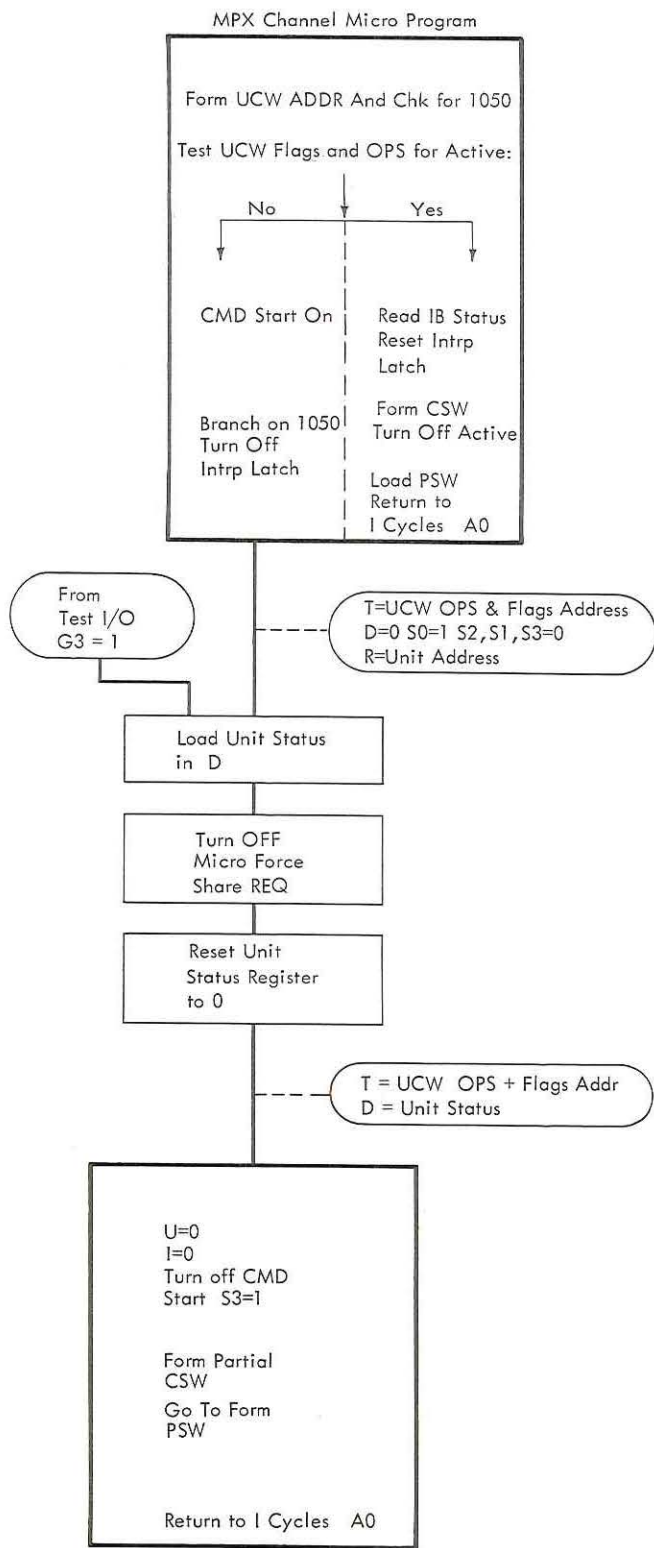 MPX Channel Micro Program
Form UCW ADDR And Chk for 1050
Test UCW Flags and OPS for Active:
No
Yes
CMD Start On
Branch on 1050
Turn Off
Intrp Latch
Read IB Status
Reset Intrp
Latch
Form CSW
Turn Off Active
Load PSW
Return to
I Cycles A0
From
Test I/O
G3 = 1
T=UCW OPS & Flags Address
D=0 S0=1 S2,S1,S3=0
R=Unit Address
Load Unit Status
in D
Turn OFF
Micro Force
Share REQ
Reset Unit
Status Register
to 0
T = UCW OPS + Flags Addr
D = Unit Status
U=0
I=0
Turn off CMD
Start S3=1
Form Partial
CSW
Go To Form
PSW
Return to I Cycles A0